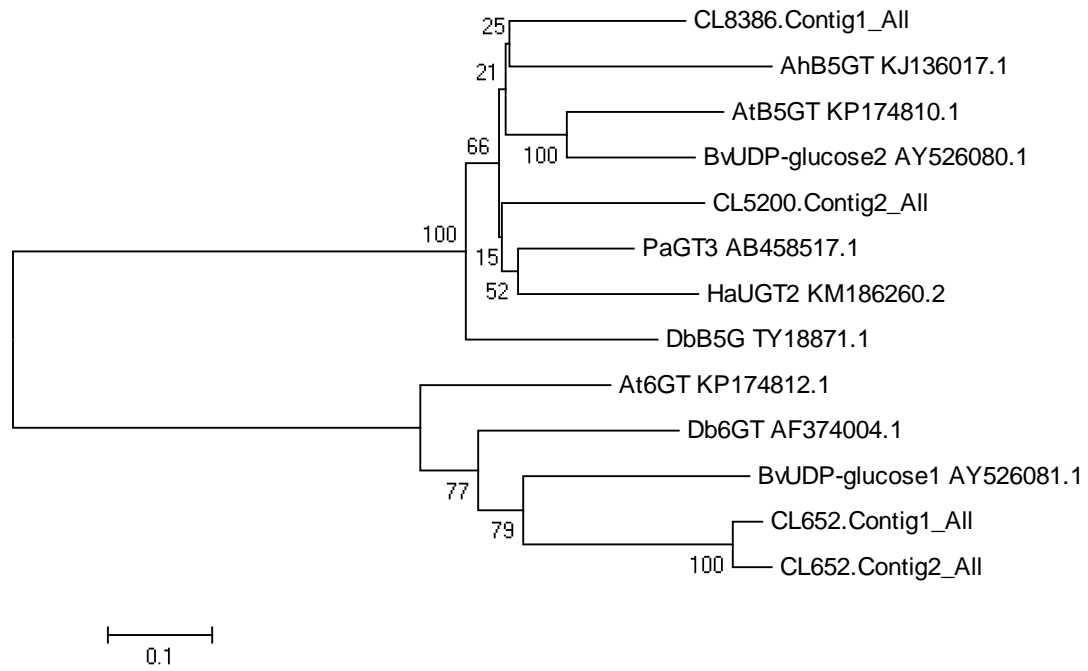 25
CL8386.Contig1_All
21
AhB5GT KJ136017.1
AtB5GT KP174810.1
66
100
BvUDP-glucose2 AY526080.1
CL5200.Contig2_All
100
15
PaGT3 AB458517.1
52
HaUGT2 KM186260.2
DbB5G TY18871.1
At6GT KP174812.1
Db6GT AF374004.1
77
BvUDP-glucose1 AY526081.1
79
CL652.Contig1_All
100
CL652.Contig2_All
0.1